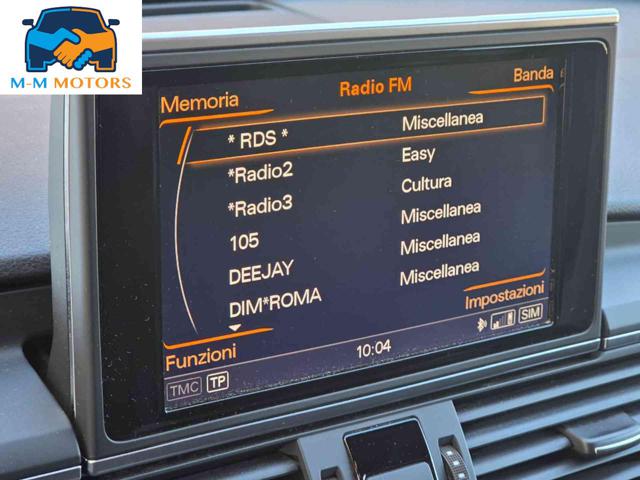 M-M MOTORS
Radio FM
Memoria
Banda
* RDS * Miscellanea
*Radio2 Easy
*Radio3 Cultura
105 Miscellanea
DEEJAY Miscellanea
DIM*ROMA Miscellanea
Impostazioni
Funzioni
10:04
SIM
TMC TP